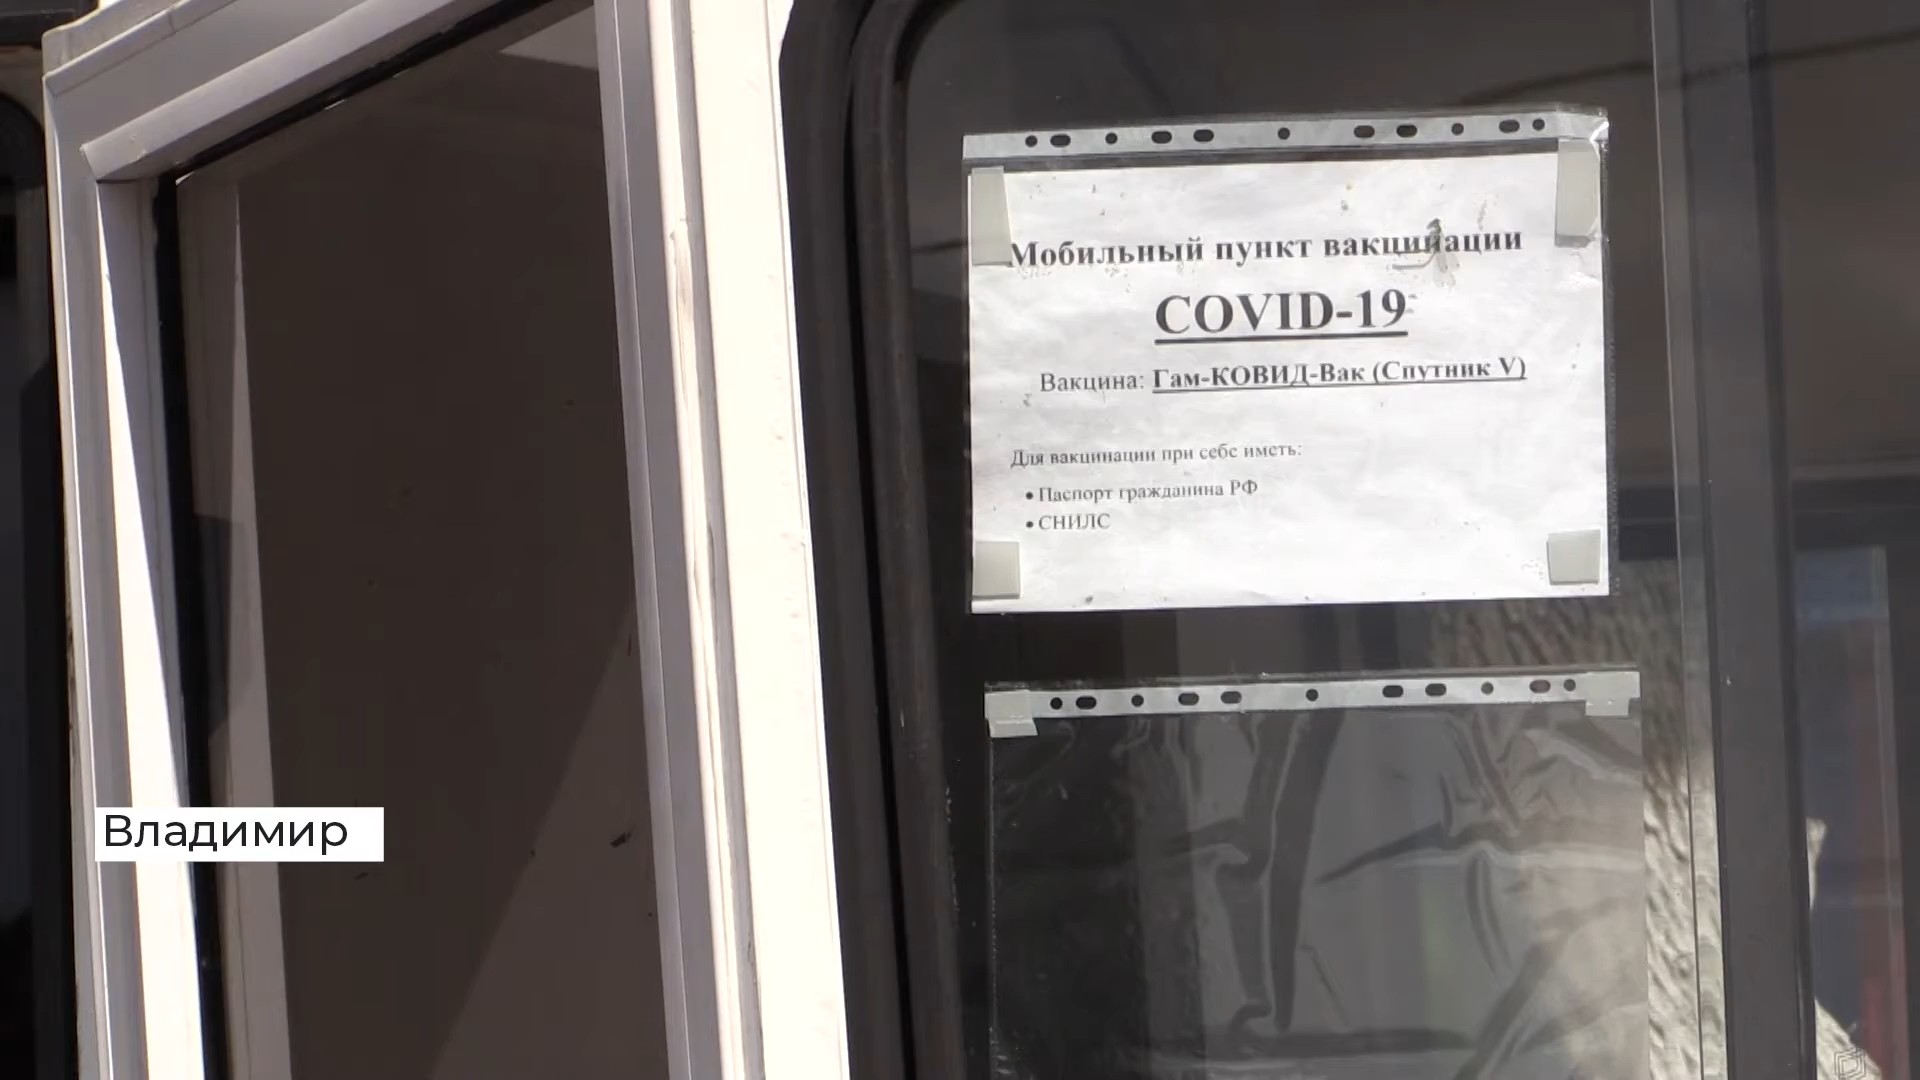 Мобильный пункт вакцинации
COVID-19
Вакцина: Гам-КОВИД-Вак (Спутник V)
Для вакцинации при себе иметь:
• Паспорт гражданина РФ
• СНИЛС
Владимир